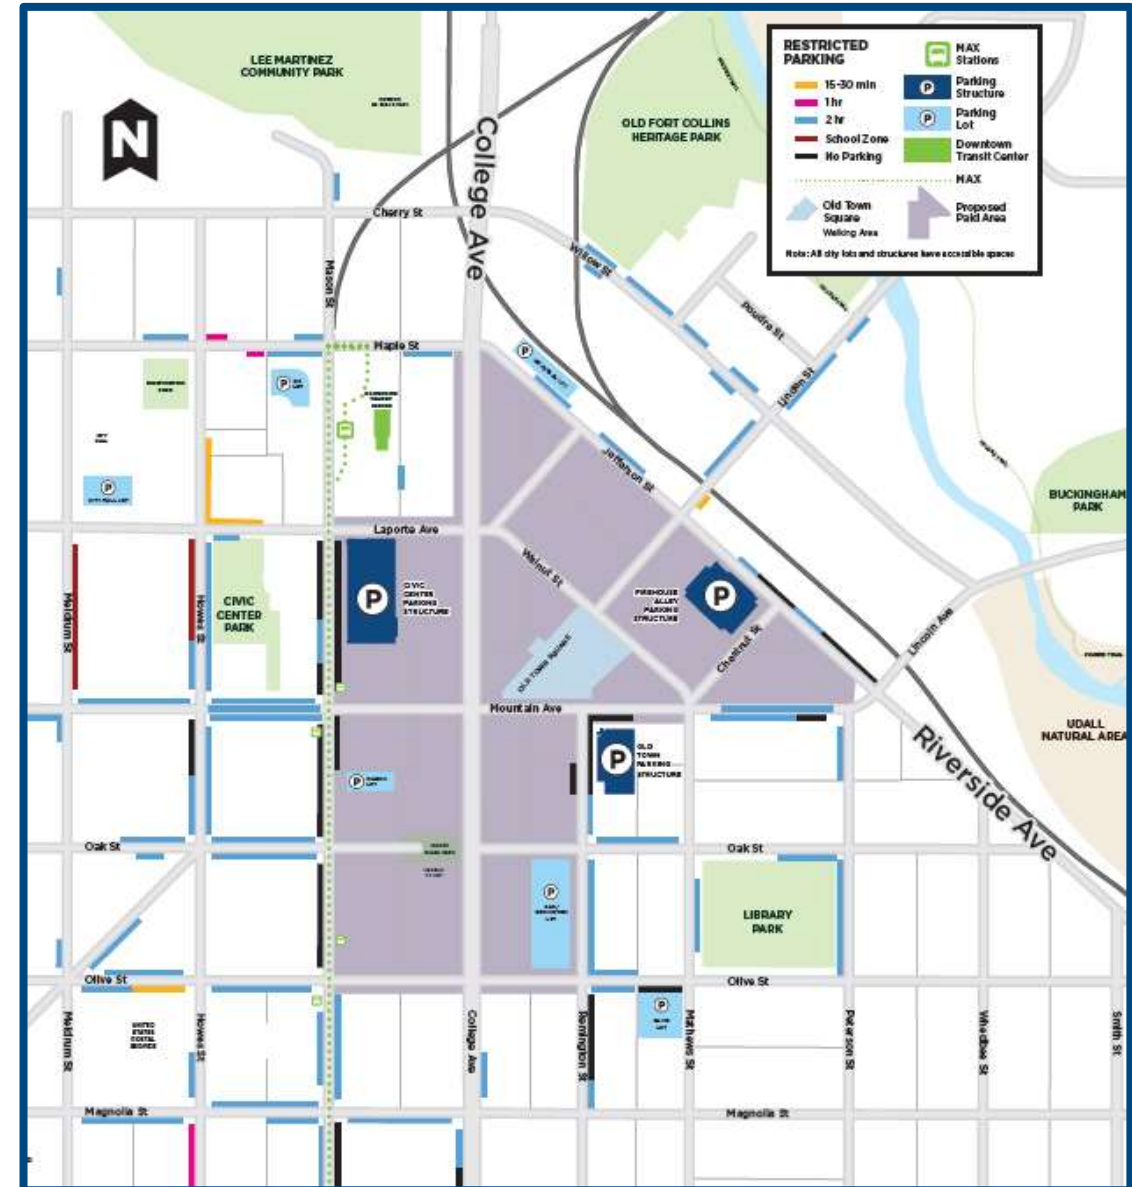 LEE MARTINEZ
COMMUNITY PARK
N
College Ave
OLD FORT COLLINS
HERITAGE PARK
RESTRICTED
PARKING
15-30 min
1 hr
2 hr
School Zone
No Parking
MAX
Stations
P
Parking
Structure
P
Parking
Lot
Downtown
Transit Center
MAX
Old Town
Square
Walking Area
Proposed
Paid Area
Note: All city lots and structures have accessible spaces
Cherry St
Mason St
Willow St
Poudre St
Linden St
Maple St
P
P
P
Jefferson St
BUCKINGHAM
PARK
Laporte Ave
Walnut St
Meldrum St
Howes St
CIVIC
CENTER
PARK
P
CIVIC
CENTER
PARKING
STRUCTURE
FIREHOUSE
ALLEY
PARKING
STRUCTURE
P
Chestnut St
Lincoln Ave
OLD TOWN SQUARE
Mountain Ave
UDALL
NATURAL AREA
Riverside Ave
P
P
OLD
TOWN
PARKING
STRUCTURE
Oak St
Oak St
P
LIBRARY
PARK
Olive St
Olive St
P
UNITED
STATES
POSTAL
SERVICE
Meldrum St
Howes St
College Ave
Remington St
Mathews St
Peterson St
Whedbee St
Smith St
Magnolia St
Magnolia St